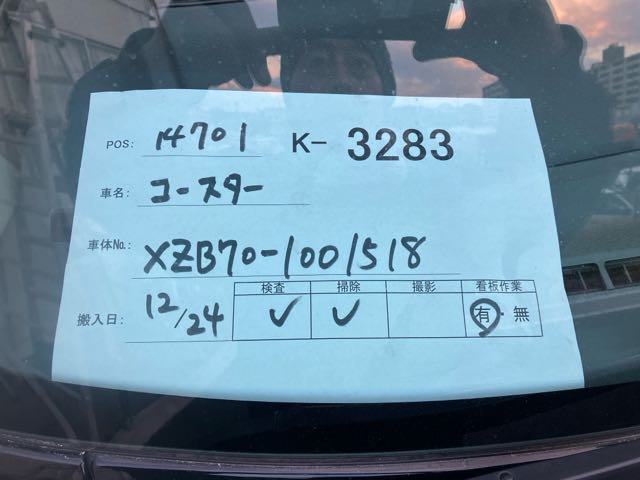 POS: 14701 K- 3283
車名: コースター
車体No.: XZB70-1001518
搬入日: 12/24
検査 掃除 撮影 看板作業
✓ ✓ 有・無